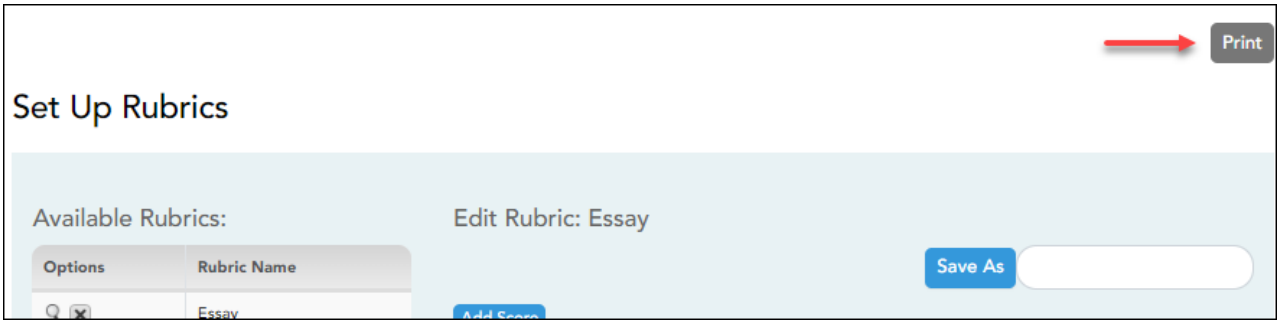 Print
Set Up Rubrics
Available Rubrics:
Edit Rubric: Essay
Options Rubric Name
Save As
Essay
Add Score